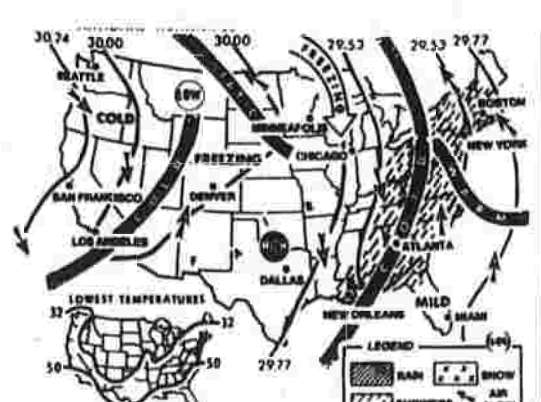 30.24
30.00
30.00
29.53
29.53
29.77
FREEZING
SEATTLE
LOW
BOSTON
COLD
MINNEAPOLIS
NEW YORK
FREEZING
CHICAGO
SAN FRANCISCO
DENVER
LOS ANGELES
ATLANTA
DALLAS
LOWEST TEMPERATURES
MILD
NEW ORLEANS
MIAMI
32
32
LEGEND
50
50
29.77
RAIN
SNOW
SHOWERS
AIR